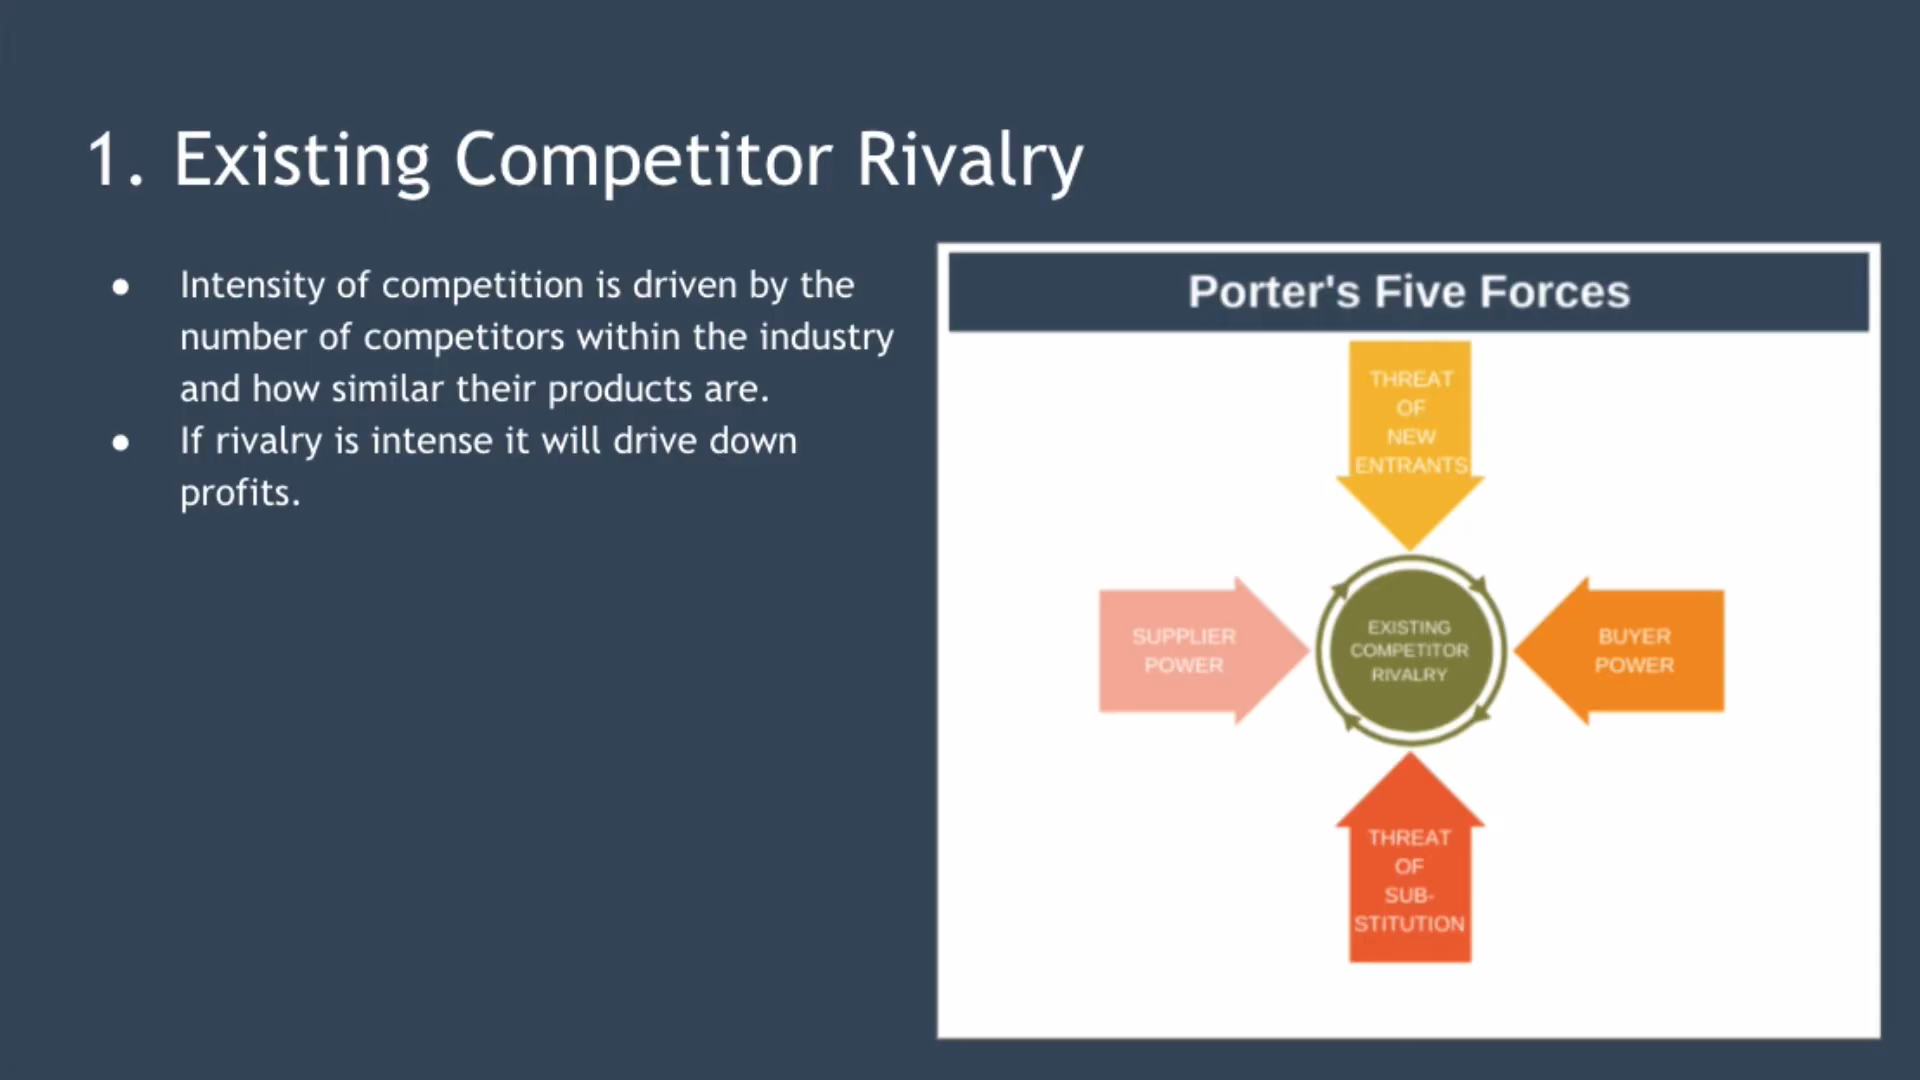 1. Existing Competitor Rivalry
● Intensity of competition is driven by the
number of competitors within the industry
and how similar their products are.
● If rivalry is intense it will drive down
profits.
Porter's Five Forces
THREAT
OF
NEW
ENTRANTS
SUPPLIER
POWER
EXISTING
COMPETITOR
RIVALRY
BUYER
POWER
THREAT
OF
SUB-
STITUTION